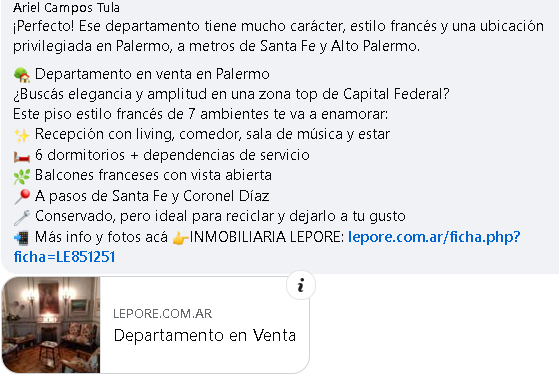 Ariel Campos Tula
¡Perfecto! Ese departamento tiene mucho carácter, estilo francés y una ubicación
privilegiada en Palermo, a metros de Santa Fe y Alto Palermo.
🏡 Departamento en venta en Palermo
¿Buscás elegancia y amplitud en una zona top de Capital Federal?
Este piso estilo francés de 7 ambientes te va a enamorar:
✨ Recepción con living, comedor, sala de música y estar
🛏️ 6 dormitorios + dependencias de servicio
🌿 Balcones franceses con vista abierta
📍 A pasos de Santa Fe y Coronel Díaz
🔧 Conservado, pero ideal para reciclar y dejarlo a tu gusto
📲 Más info y fotos acá 👉INMOBILIARIA LEPORE: lepore.com.ar/ficha.php?
ficha=LE851251
LEPORE.COM.AR
Departamento en Venta